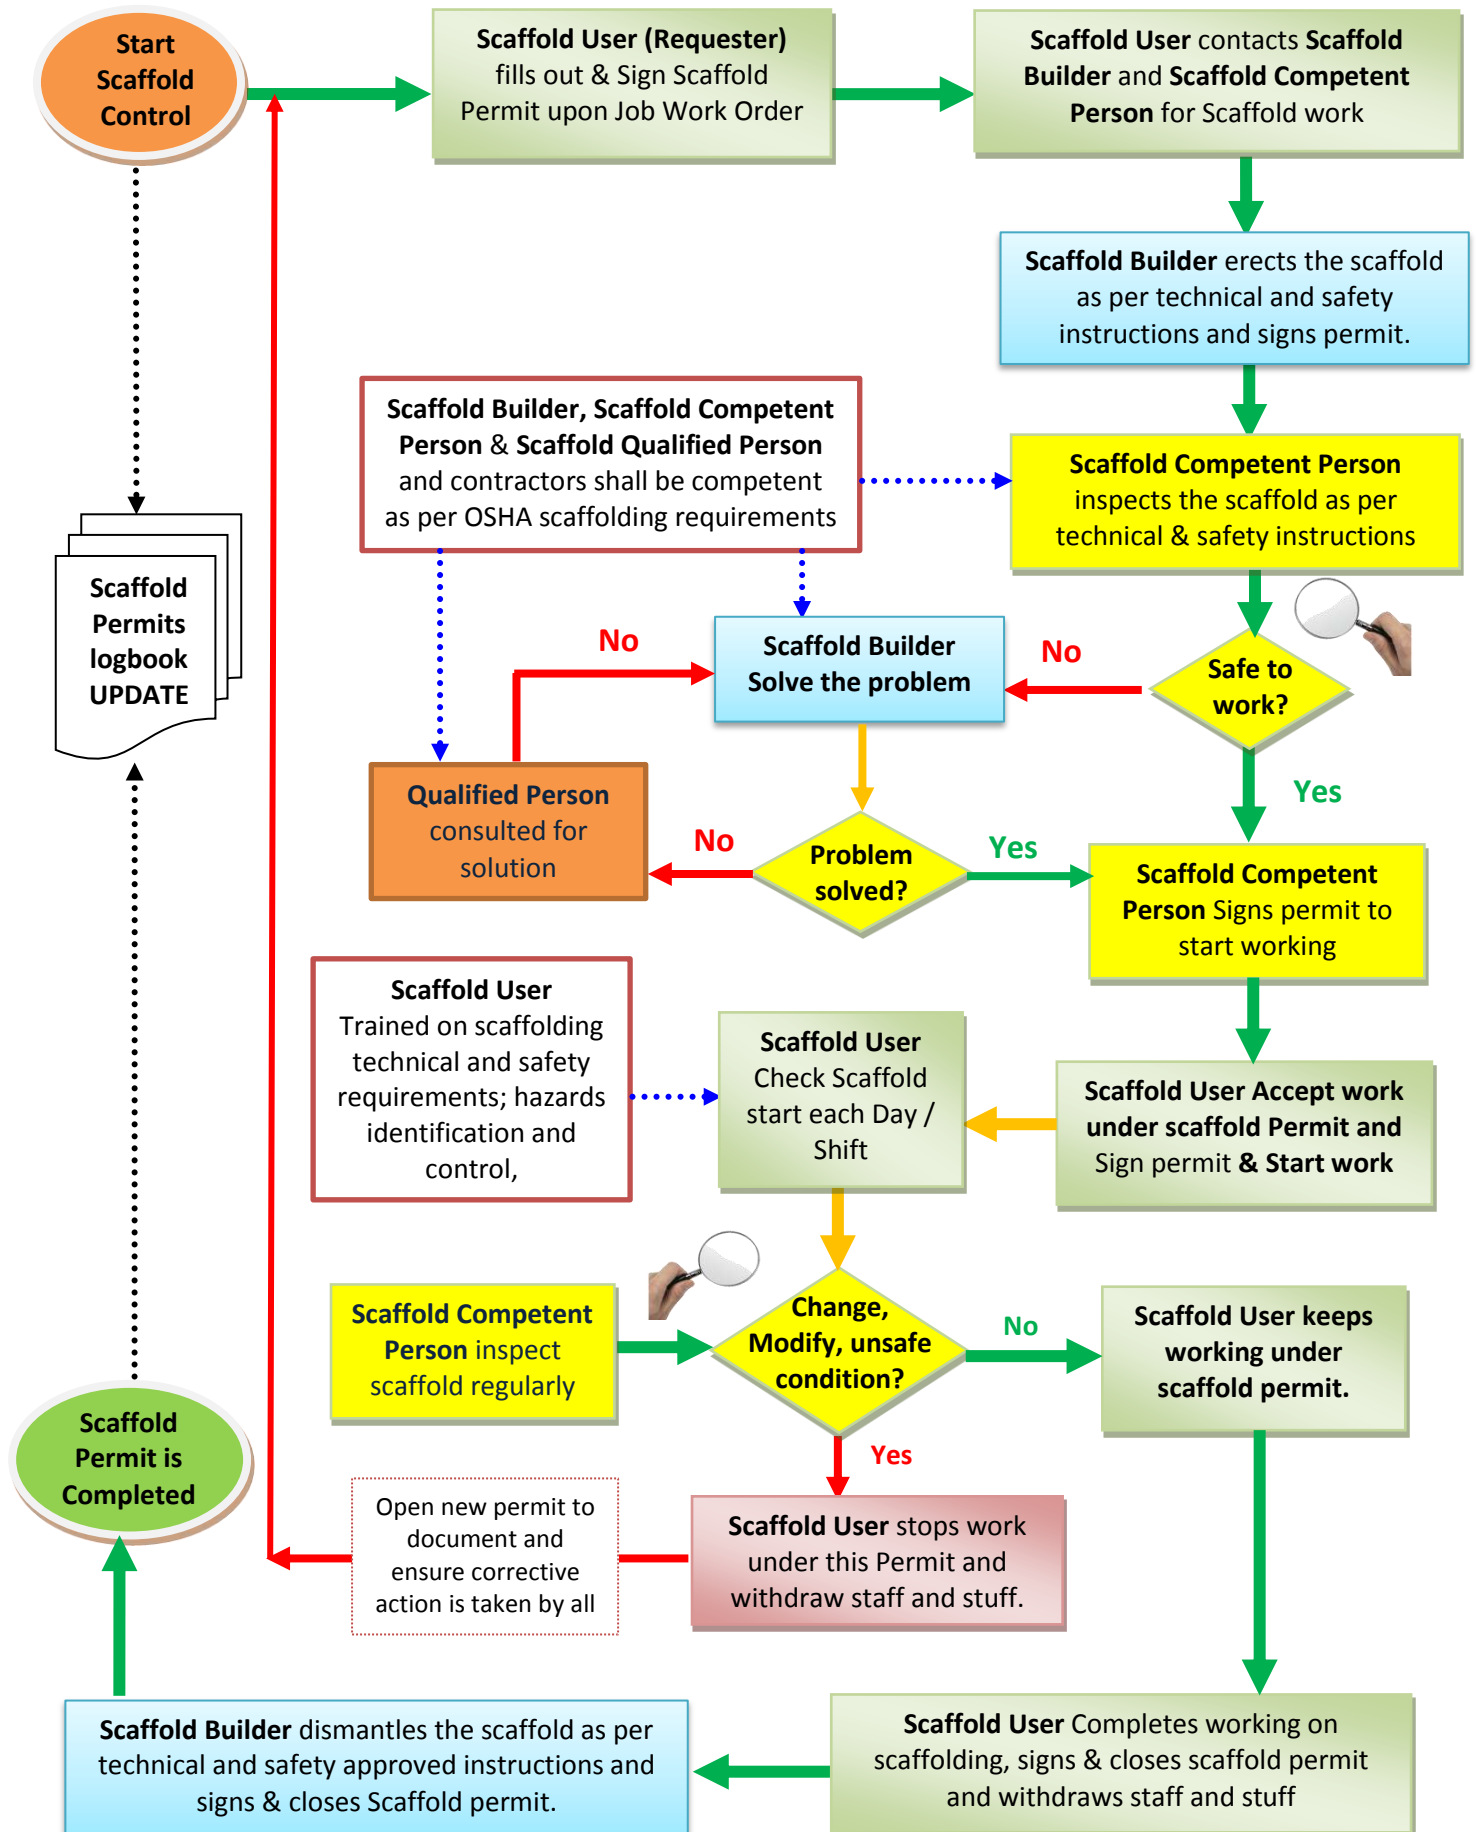 Start
Scaffold
Control
Scaffold User (Requester)
fills out & Sign Scaffold
Permit upon Job Work Order
Scaffold User contacts Scaffold
Builder and Scaffold Competent
Person for Scaffold work
Scaffold Builder erects the scaffold
as per technical and safety
instructions and signs permit.
Scaffold Builder, Scaffold Competent
Person & Scaffold Qualified Person
and contractors shall be competent
as per OSHA scaffolding requirements
Scaffold Competent Person
inspects the scaffold as per
technical & safety instructions
Scaffold
Permits
logbook
UPDATE
No
Scaffold Builder
Solve the problem
No
Safe to
work?
Yes
Qualified Person
consulted for
solution
No
Problem
solved?
Yes
Scaffold Competent
Person Signs permit to
start working
Scaffold User
Trained on scaffolding
technical and safety
requirements; hazards
identification and
control,
Scaffold User
Check Scaffold
start each Day /
Shift
Scaffold User Accept work
under scaffold Permit and
Sign permit & Start work
Scaffold Competent
Person inspect
scaffold regularly
Change,
Modify, unsafe
condition?
No
Scaffold User keeps
working under
scaffold permit.
Yes
Scaffold
Permit is
Completed
Open new permit to
document and
ensure corrective
action is taken by all
Scaffold User stops work
under this Permit and
withdraw staff and stuff.
Scaffold Builder dismantles the scaffold as per
technical and safety approved instructions and
signs & closes Scaffold permit.
Scaffold User Completes working on
scaffolding, signs & closes scaffold permit
and withdraws staff and stuff